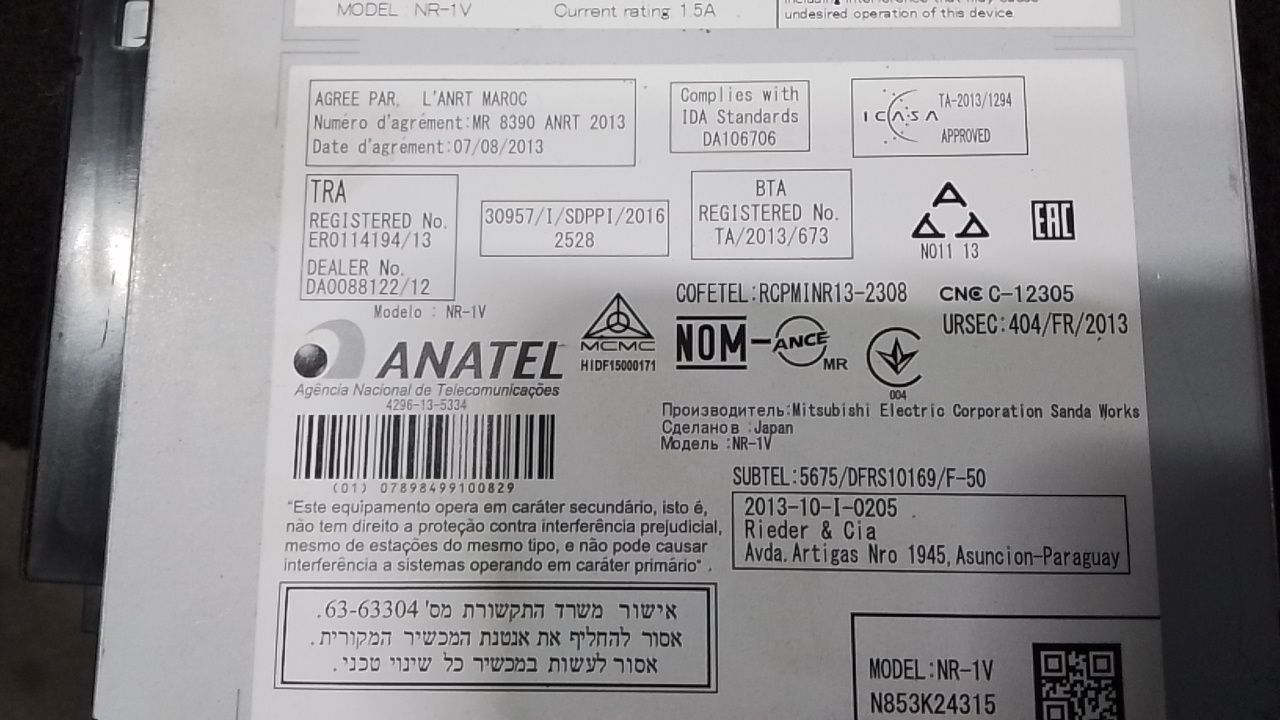 MODEL : NR-1V
Current rating 1.5A
undesired operation of this device.
AGREE PAR, L'ANRT MAROC
Numéro d'agrément:MR 8390 ANRT 2013
Date d'agrément:07/08/2013
Complies with
IDA Standards
DA106706
ICASA
TA-2013/1294
APPROVED
TRA
REGISTERED No.
ER0114194/13
DEALER No.
DA0088122/12
30957/I/SDPPI/2016
2528
BTA
REGISTERED No.
TA/2013/673
N011 13
EAC
COFETEL:RCPMINR13-2308
CNC C-12305
URSEC:404/FR/2013
Modelo : NR-1V
ANATEL
Agência Nacional de Telecomunicações
4296-13-5334
(01) 07898499100829
MCMC
HIDF15000171
NOM-ANCE MR
004
Производитель:Mitsubishi Electric Corporation Sanda Works
Сделано в :Japan
Модель :NR-1V
SUBTEL:5675/DFRS10169/F-50
2013-10-I-0205
Rieder & Cia
Avda.Artigas Nro 1945,Asuncion-Paraguay
"Este equipamento opera em caráter secundário, isto é,
não tem direito a proteção contra interferência prejudicial,
mesmo de estações do mesmo tipo, e não pode causar
interferência a sistemas operando em caráter primário" .
אישור משרד התקשורת מס' 63-63304.
אסור להחליף את אנטנת המכשיר המקורית.
אסור לעשות במכשיר כל שינוי טכני.
MODEL:NR-1V
N853K24315